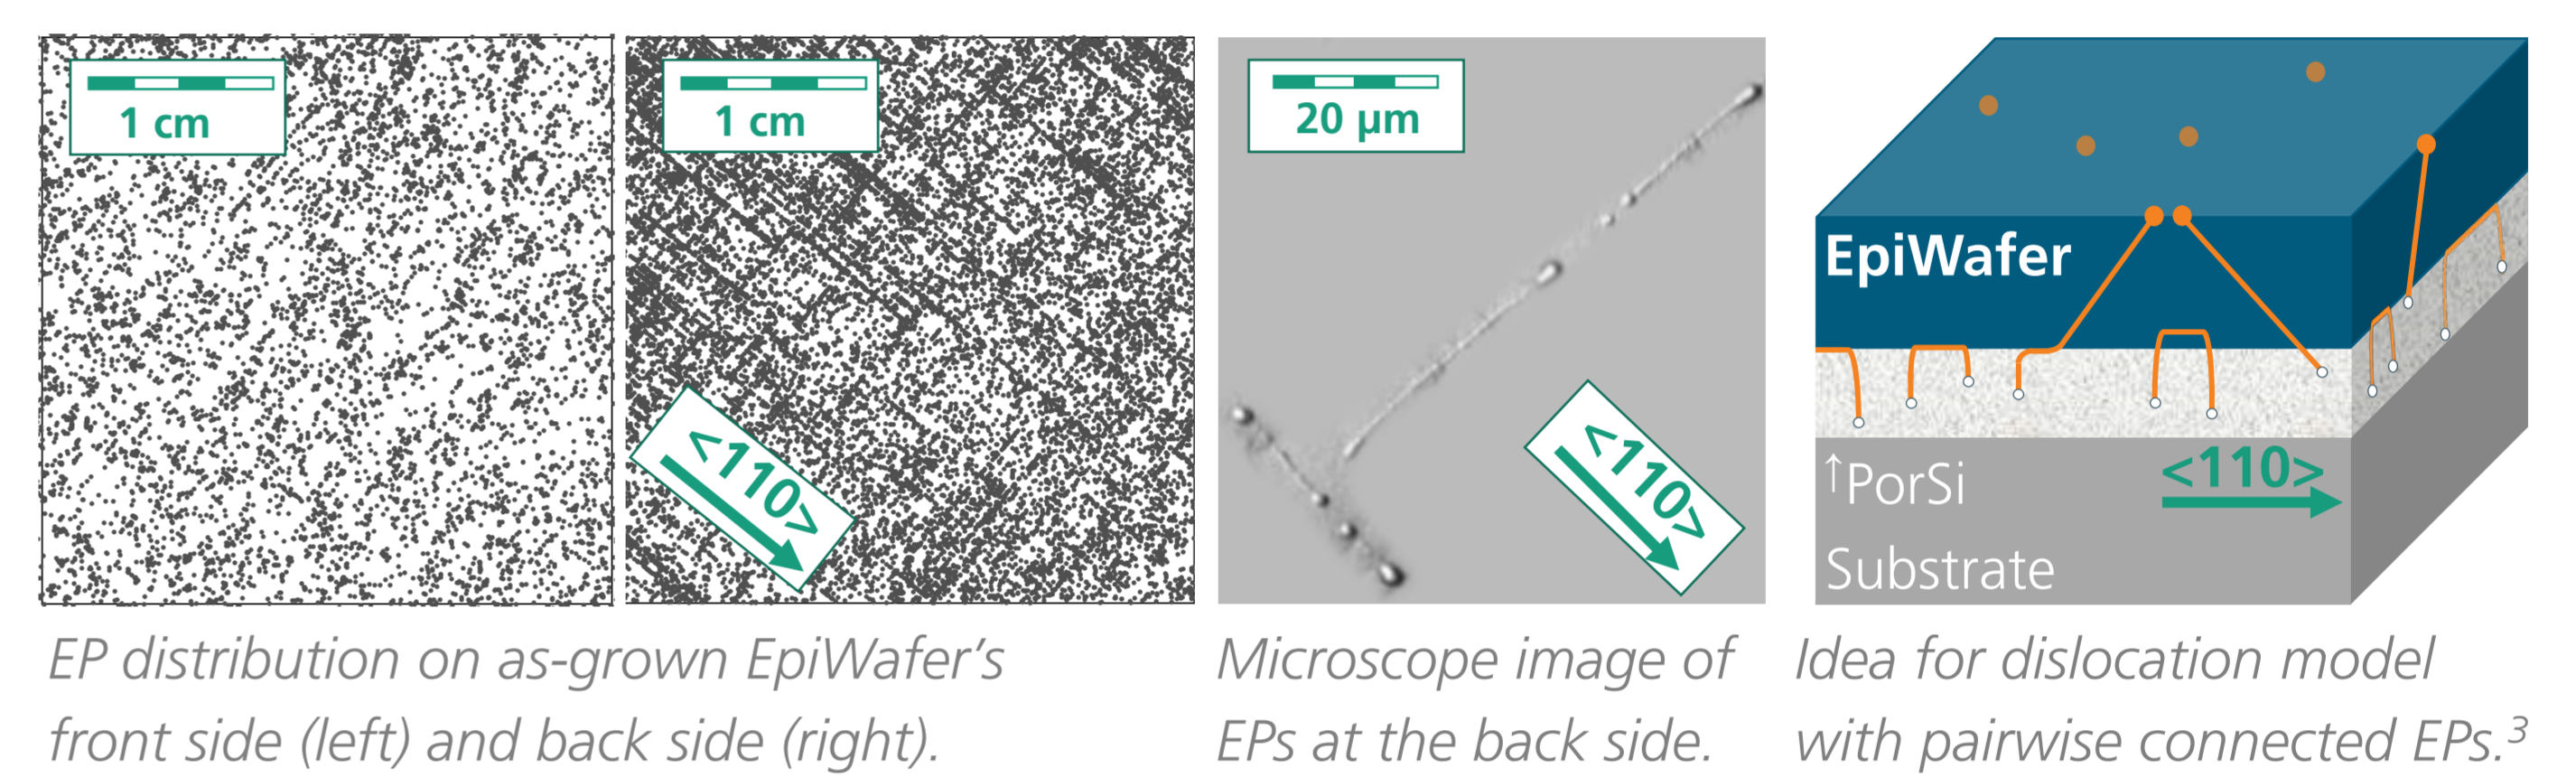 1 cm
1 cm
<110>
20 µm
<110>
EpiWafer
↑PorSi
<110>
Substrate
EP distribution on as-grown EpiWafer‘s
front side (left) and back side (right).
Microscope image of
EPs at the back side.
Idea for dislocation model
with pairwise connected EPs.³